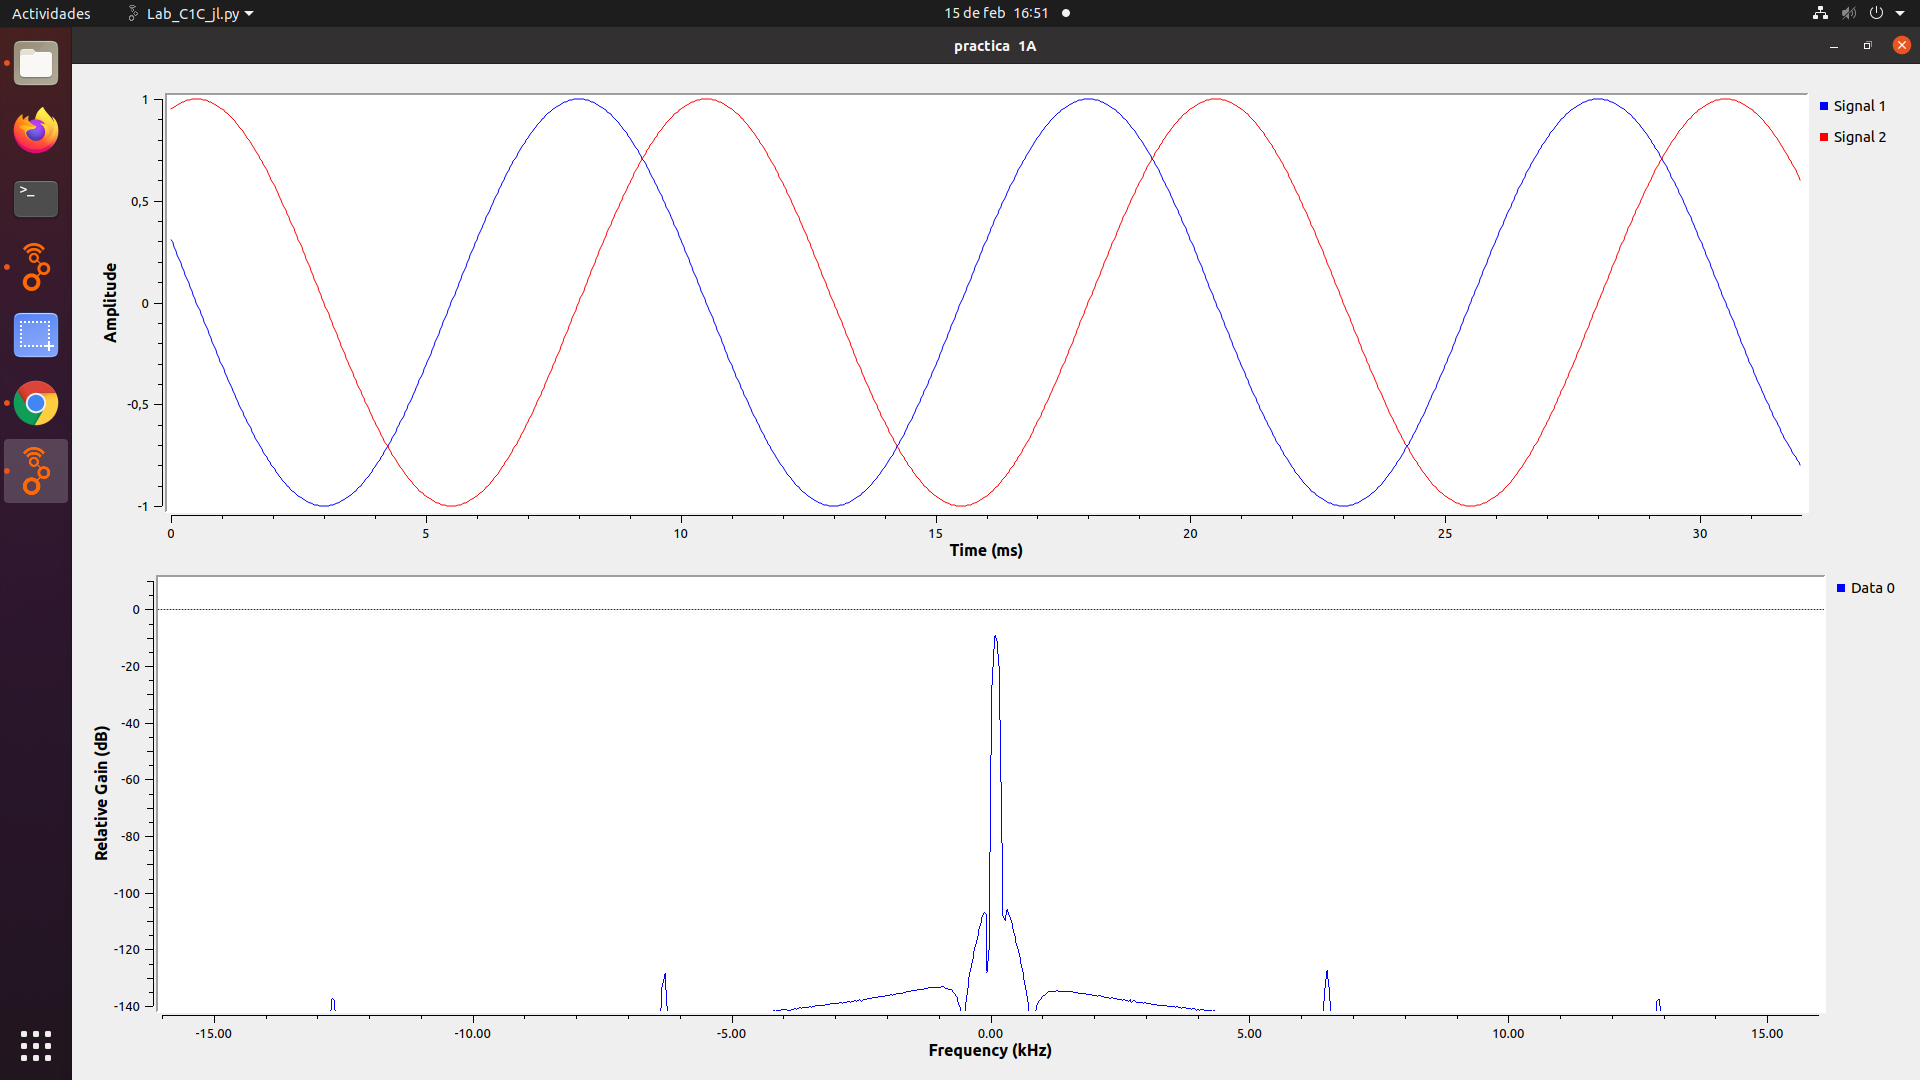 Actividades
Lab_C1C_jl.py
15 de feb 16:51
practica 1A
1
0,5
0
-0,5
-1
Amplitude
0
5
10
15
20
25
30
Time (ms)
Signal 1
Signal 2
0
-20
-40
-60
-80
-100
-120
-140
Relative Gain (dB)
-15.00
-10.00
-5.00
0.00
5.00
10.00
15.00
Frequency (kHz)
Data 0
>_